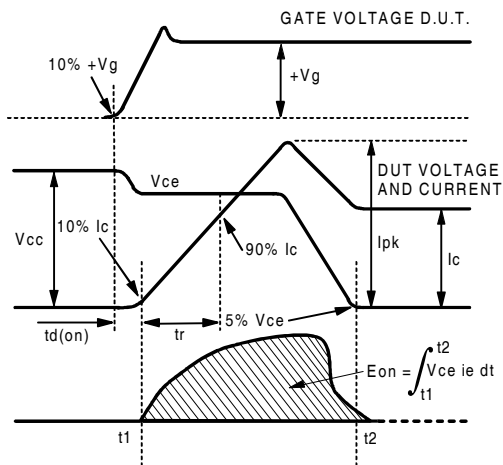 GATE VOLTAGE D.U.T.
10% +Vg
+Vg
Vce
DUT VOLTAGE
AND CURRENT
Vcc
10% Ic
90% Ic
Ipk
Ic
td(on)
tr
5% Vce
Eon = ∫ Vce ie dt
t2
t1
t1
t2